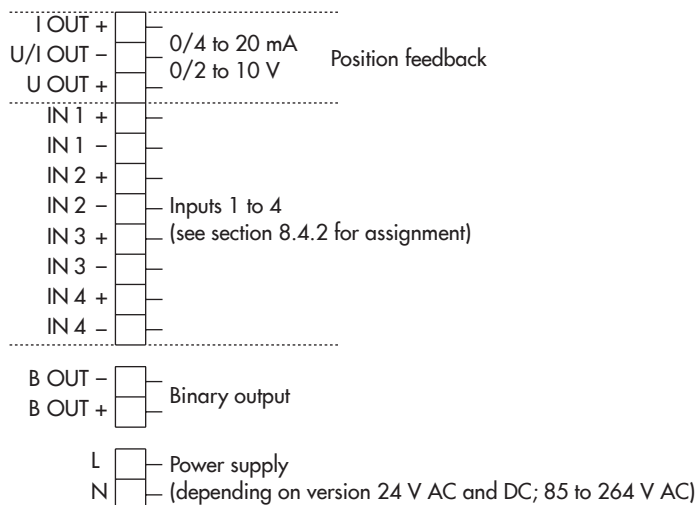 I OUT +
U/I OUT –
U OUT +
0/4 to 20 mA
0/2 to 10 V
Position feedback
IN 1 +
IN 1 –
IN 2 +
IN 2 –
IN 3 +
IN 3 –
IN 4 +
IN 4 –
Inputs 1 to 4
(see section 8.4.2 for assignment)
B OUT –
B OUT +
Binary output
L
N
Power supply
(depending on version 24 V AC and DC; 85 to 264 V AC)